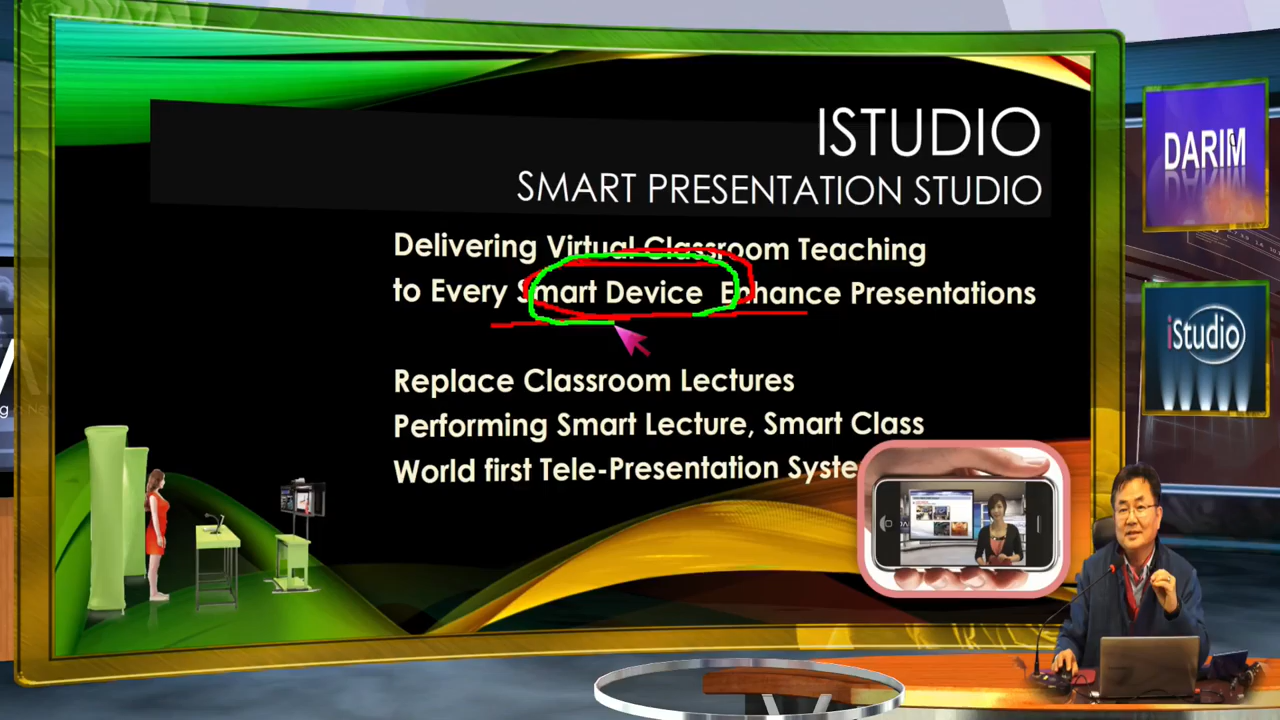 ISTUDIO
SMART PRESENTATION STUDIO
Delivering Virtual Classroom Teaching
to Every Smart Device Enhance Presentations
Replace Classroom Lectures
Performing Smart Lecture, Smart Class
World first Tele-Presentation Syste
DARIM
iStudio